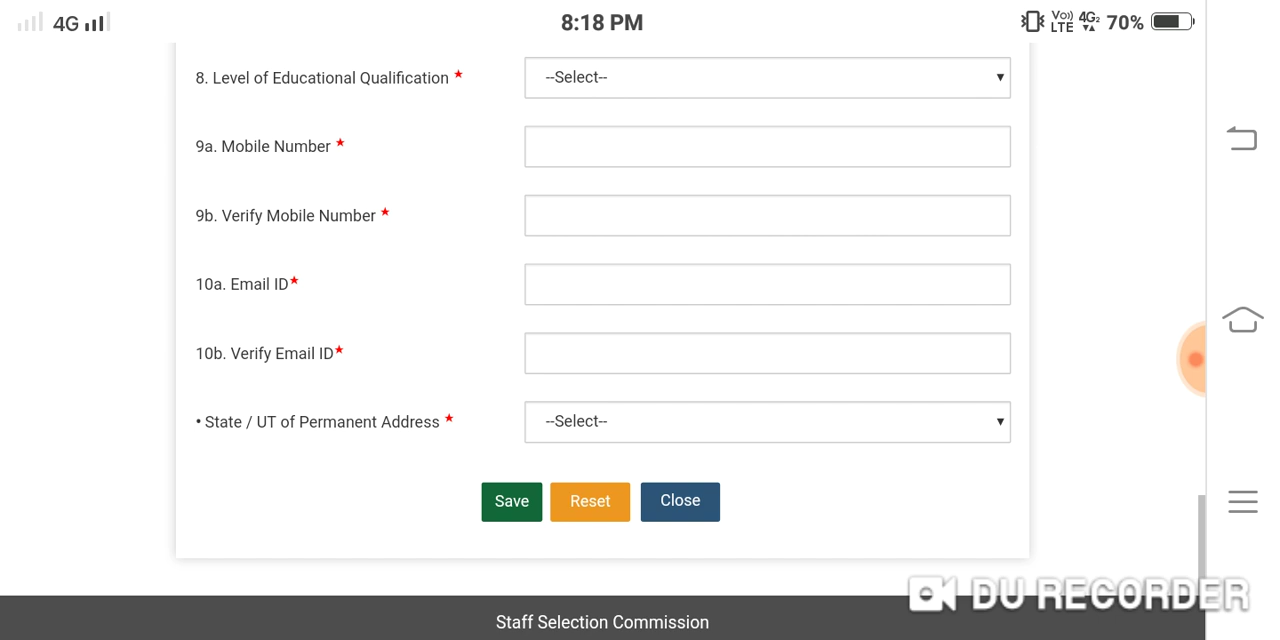 4G 8:18 PM Vo)) LTE 4G2 70%
8. Level of Educational Qualification * --Select--
9a. Mobile Number *
9b. Verify Mobile Number *
10a. Email ID*
10b. Verify Email ID*
• State / UT of Permanent Address * --Select--
Save Reset Close
DU RECORDER
Staff Selection Commission